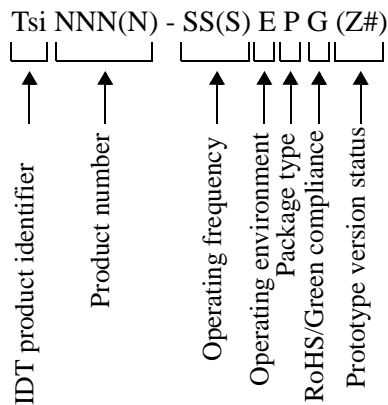 Tsi NNN(N) - SS(S) E P G (Z#)
IDT product identifier
Product number
Operating frequency
Operating environment
Package type
RoHS/Green compliance
Prototype version status